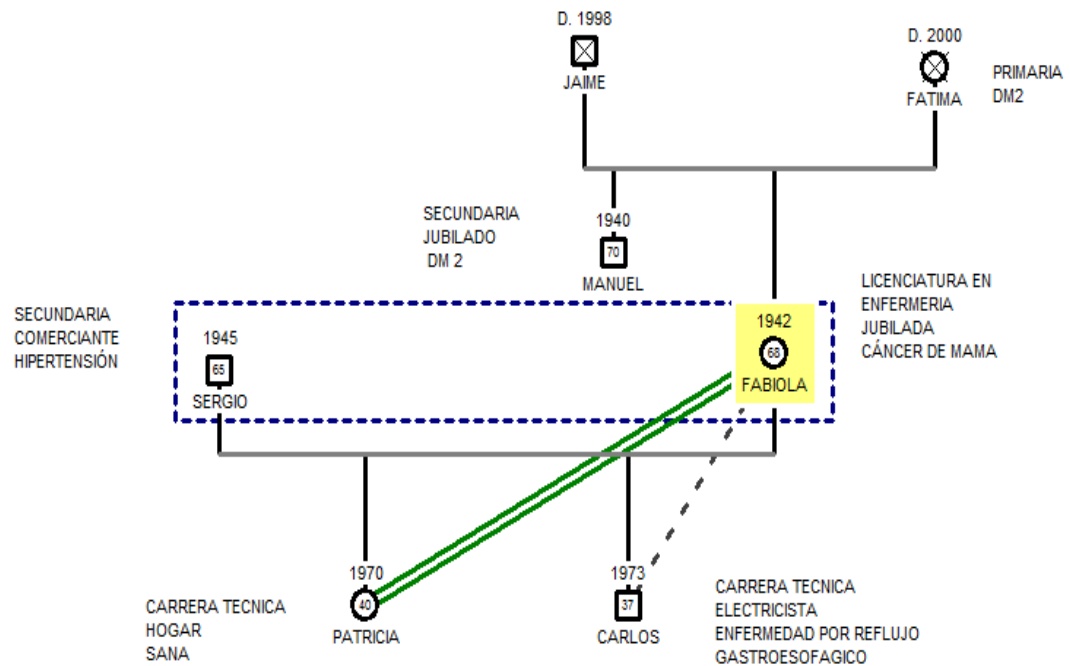 D. 1998
JAIME
D. 2000
FATIMA
PRIMARIA
DM2
SECUNDARIA
JUBILADO
DM 2
1940
70
MANUEL
SECUNDARIA
COMERCIANTE
HIPERTENSIÓN
1945
65
SERGIO
1942
68
FABIOLA
LICENCIATURA EN
ENFERMERIA
JUBILADA
CÁNCER DE MAMA
CARRERA TECNICA
HOGAR
SANA
1970
40
PATRICIA
1973
37
CARLOS
CARRERA TECNICA
ELECTRICISTA
ENFERMEDAD POR REFLUJO
GASTROESOFAGICO